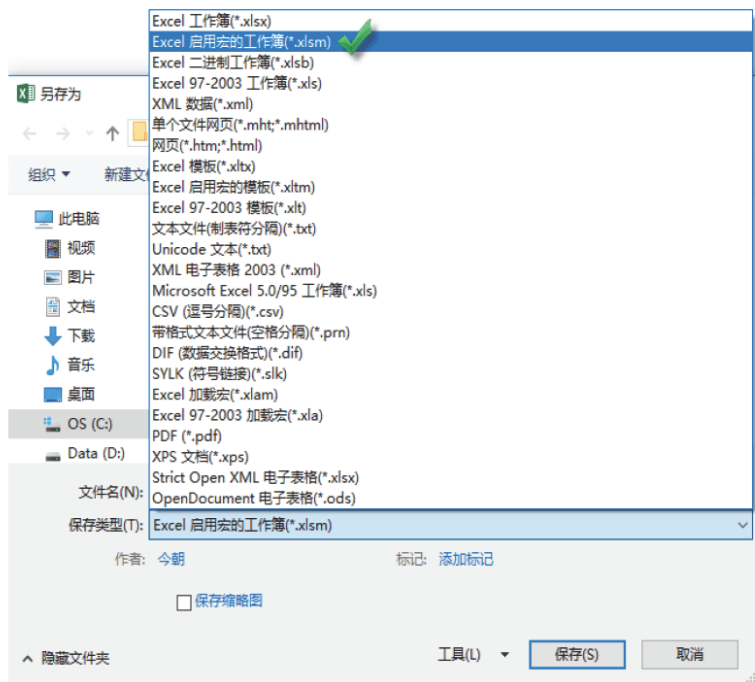 Excel 工作簿(*.xlsx)
Excel 启用宏的工作簿(*.xlsm)
Excel 二进制工作簿(*.xlsb)
Excel 97-2003 工作簿(*.xls)
XML 数据(*.xml)
单个文件网页(*.mht;*.mhtml)
网页(*.htm;*.html)
Excel 模板(*.xltx)
Excel 启用宏的模板(*.xltm)
Excel 97-2003 模板(*.xlt)
文本文件(制表符分隔)(*.txt)
Unicode 文本(*.txt)
XML 电子表格 2003 (*.xml)
Microsoft Excel 5.0/95 工作簿(*.xls)
CSV (逗号分隔)(*.csv)
带格式文本文件(空格分隔)(*.prn)
DIF (数据交换格式)(*.dif)
SYLK (符号链接)(*.slk)
Excel 加载宏(*.xlam)
Excel 97-2003 加载宏(*.xla)
PDF (*.pdf)
XPS 文档(*.xps)
Strict Open XML 电子表格(*.xlsx)
OpenDocument 电子表格(*.ods)
另存为
组织 新建文
此电脑
视频
图片
文档
下载
音乐
桌面
OS (C:)
Data (D:)
文件名(N):
保存类型(T): Excel 启用宏的工作簿(*.xlsm)
作者: 今朝 标记: 添加标记
保存缩略图
隐藏文件夹 工具(L) 保存(S) 取消